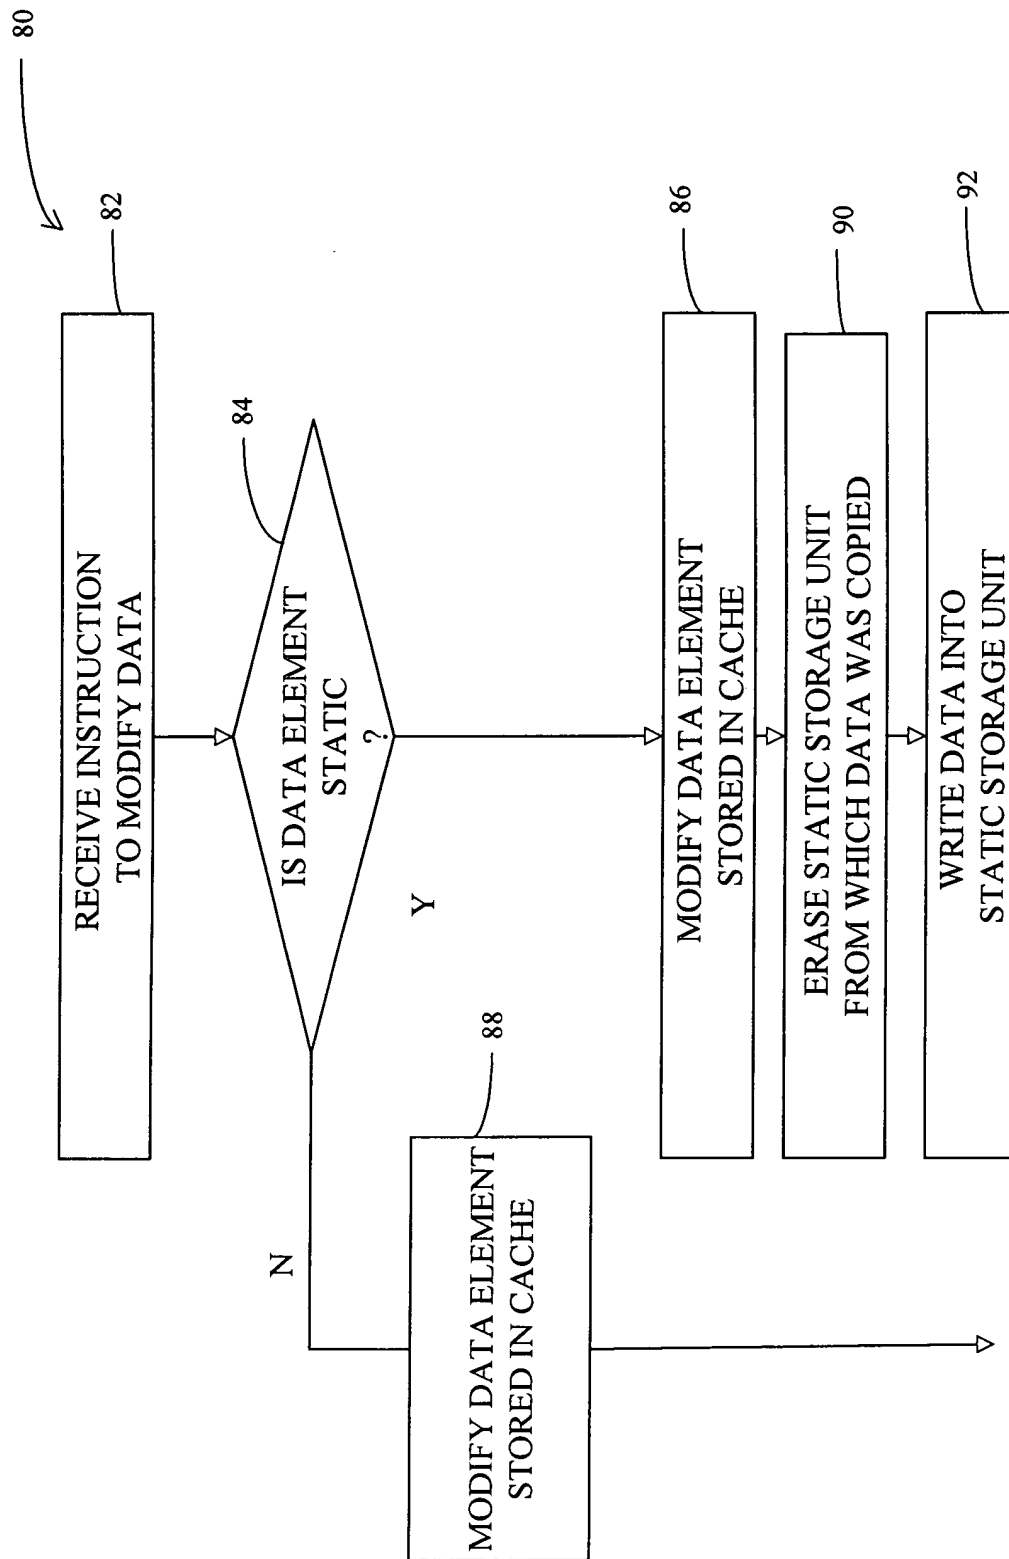 80
RECEIVE INSTRUCTION
TO MODIFY DATA
82
IS DATA ELEMENT
STATIC
?
84
N
Y
MODIFY DATA ELEMENT
STORED IN CACHE
88
MODIFY DATA ELEMENT
STORED IN CACHE
86
ERASE STATIC STORAGE UNIT
FROM WHICH DATA WAS COPIED
90
WRITE DATA INTO
STATIC STORAGE UNIT
92